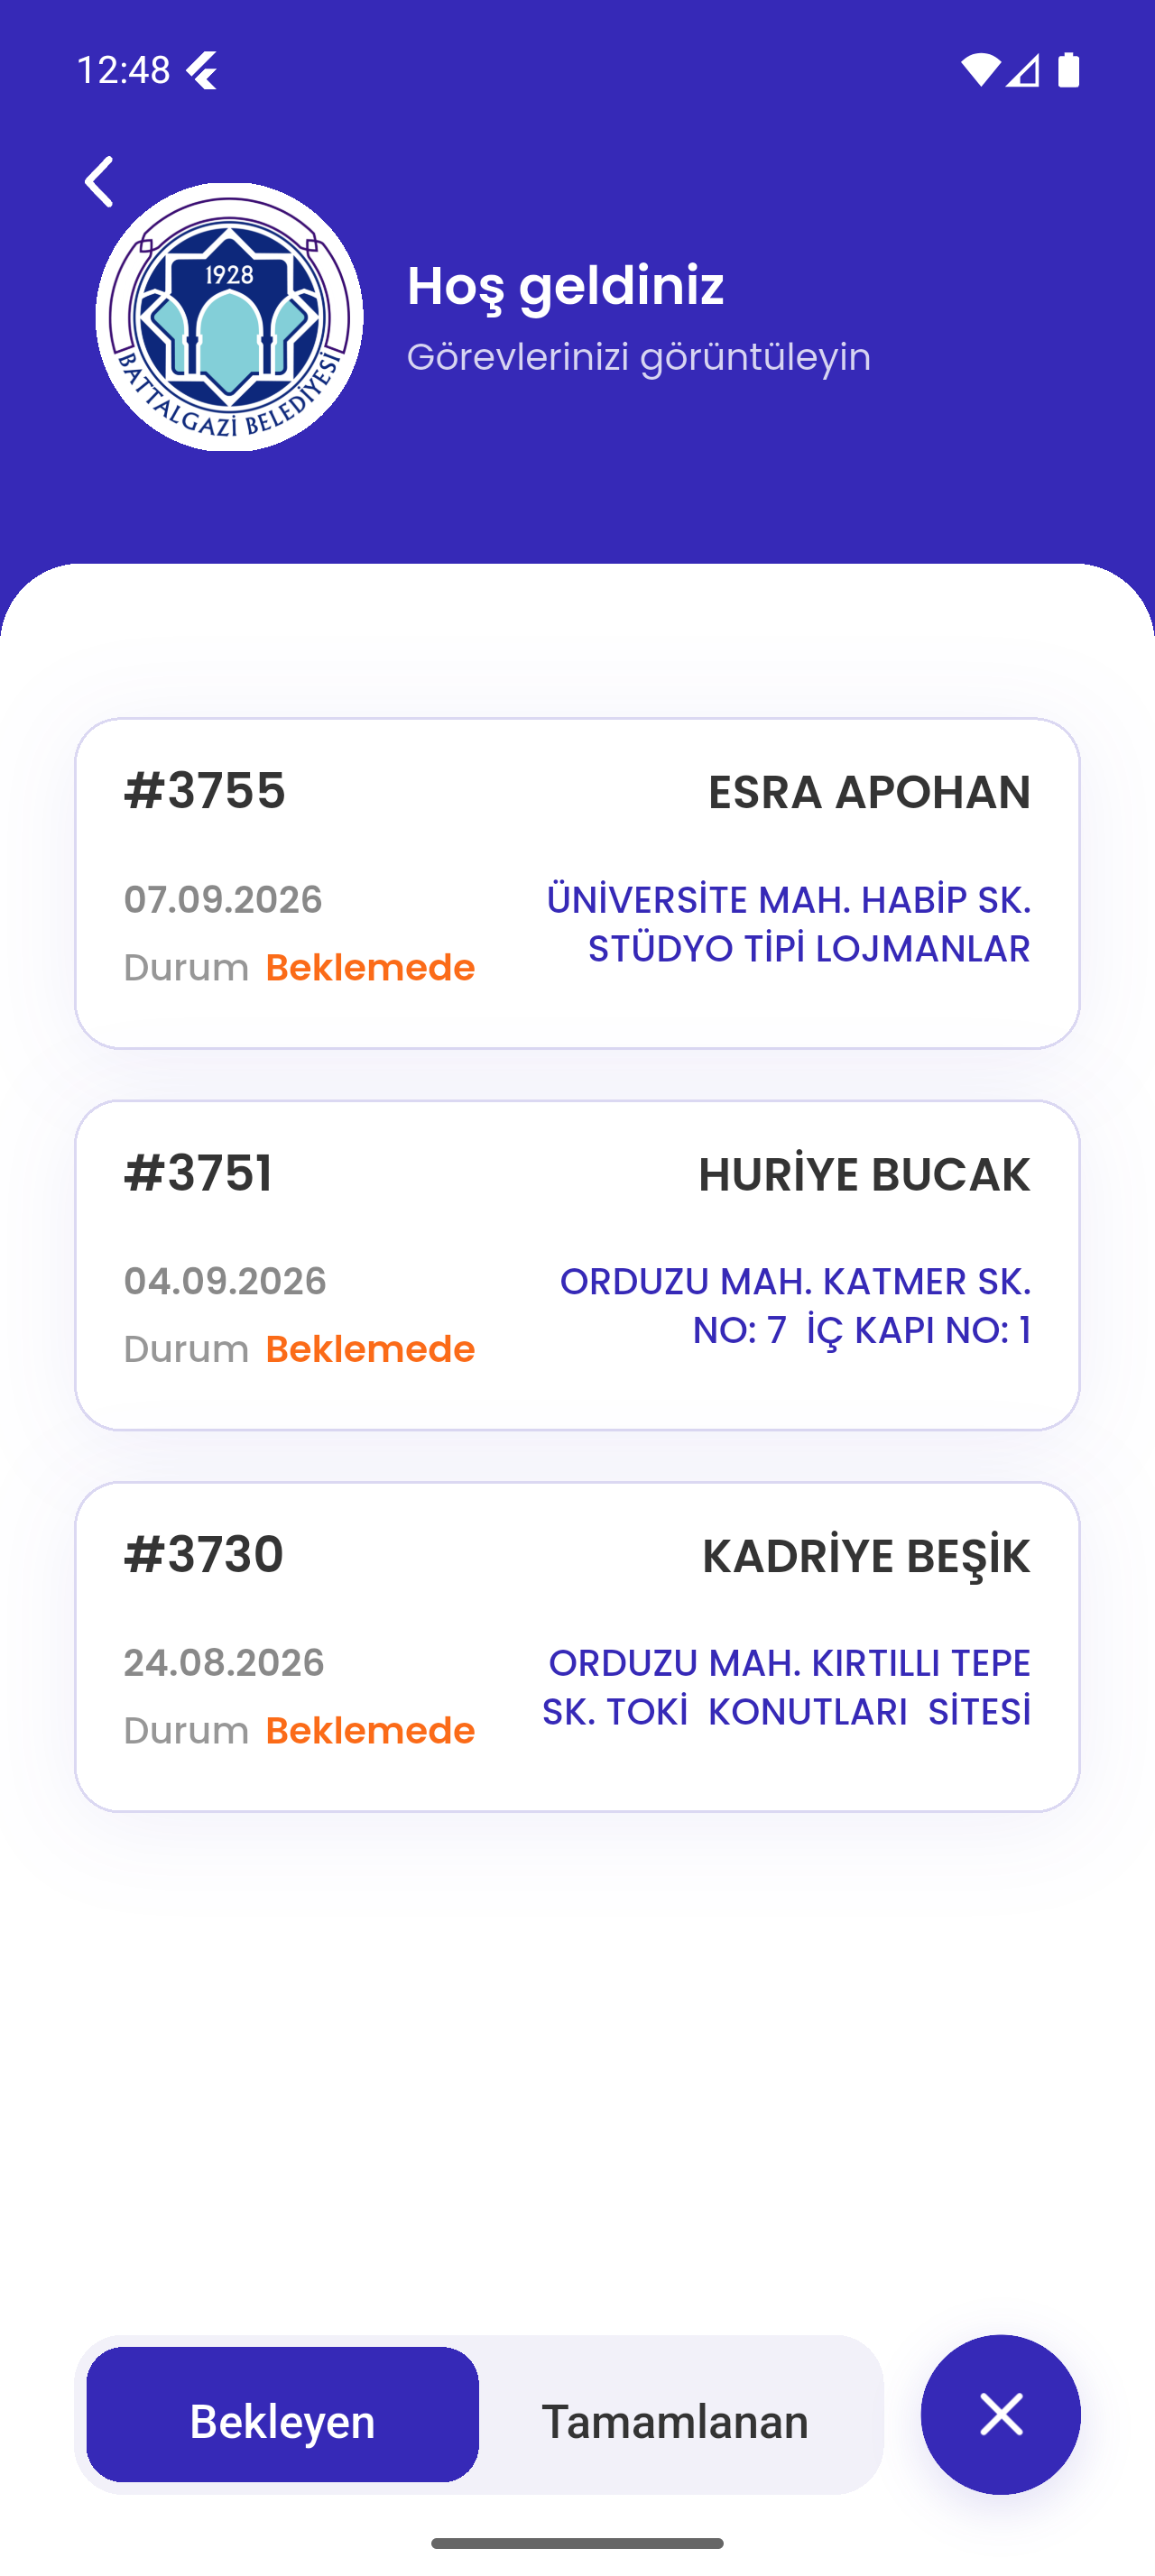 12:48
1928
BATTALGAZİ BELEDİYESİ
Hoş geldiniz
Görevlerinizi görüntüleyin
#3755
ESRA APOHAN
07.09.2026
ÜNİVERSİTE MAH. HABİP SK.
STÜDYO TİPİ LOJMANLAR
Durum Beklemede
#3751
HURİYE BUCAK
04.09.2026
ORDUZU MAH. KATMER SK.
NO: 7  İÇ KAPI NO: 1
Durum Beklemede
#3730
KADRİYE BEŞİK
24.08.2026
ORDUZU MAH. KIRTILLI TEPE
SK. TOKİ  KONUTLARI  SİTESİ
Durum Beklemede
Bekleyen
Tamamlanan